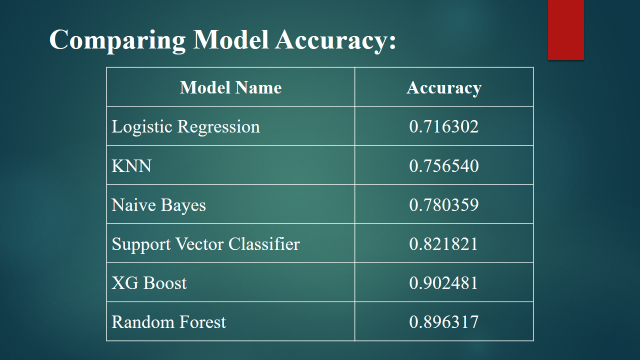 Comparing Model Accuracy:
Model Name Accuracy
Logistic Regression 0.716302
KNN 0.756540
Naive Bayes 0.780359
Support Vector Classifier 0.821821
XG Boost 0.902481
Random Forest 0.896317